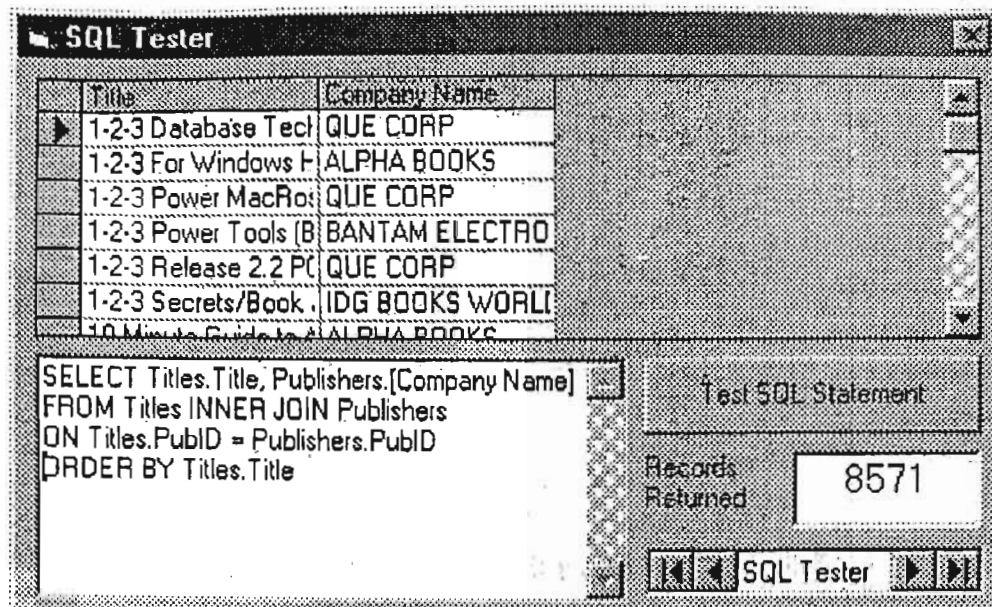 SQL Tester
Title Company Name
1-2-3 Database Tech QUE CORP
1-2-3 For Windows H ALPHA BOOKS
1-2-3 Power MacRos QUE CORP
1-2-3 Power Tools (B BANTAM ELECTRO
1-2-3 Release 2.2 PC QUE CORP
1-2-3 Secrets/Book . IDG BOOKS WORLD
10 Minute Guide to A ALPHA BOOKS
SELECT Titles.Title, Publishers.[Company Name]
FROM Titles INNER JOIN Publishers
ON Titles.PubID = Publishers.PubID
ORDER BY Titles.Title
Test SQL Statement
Records
Returned
8571
SQL Tester